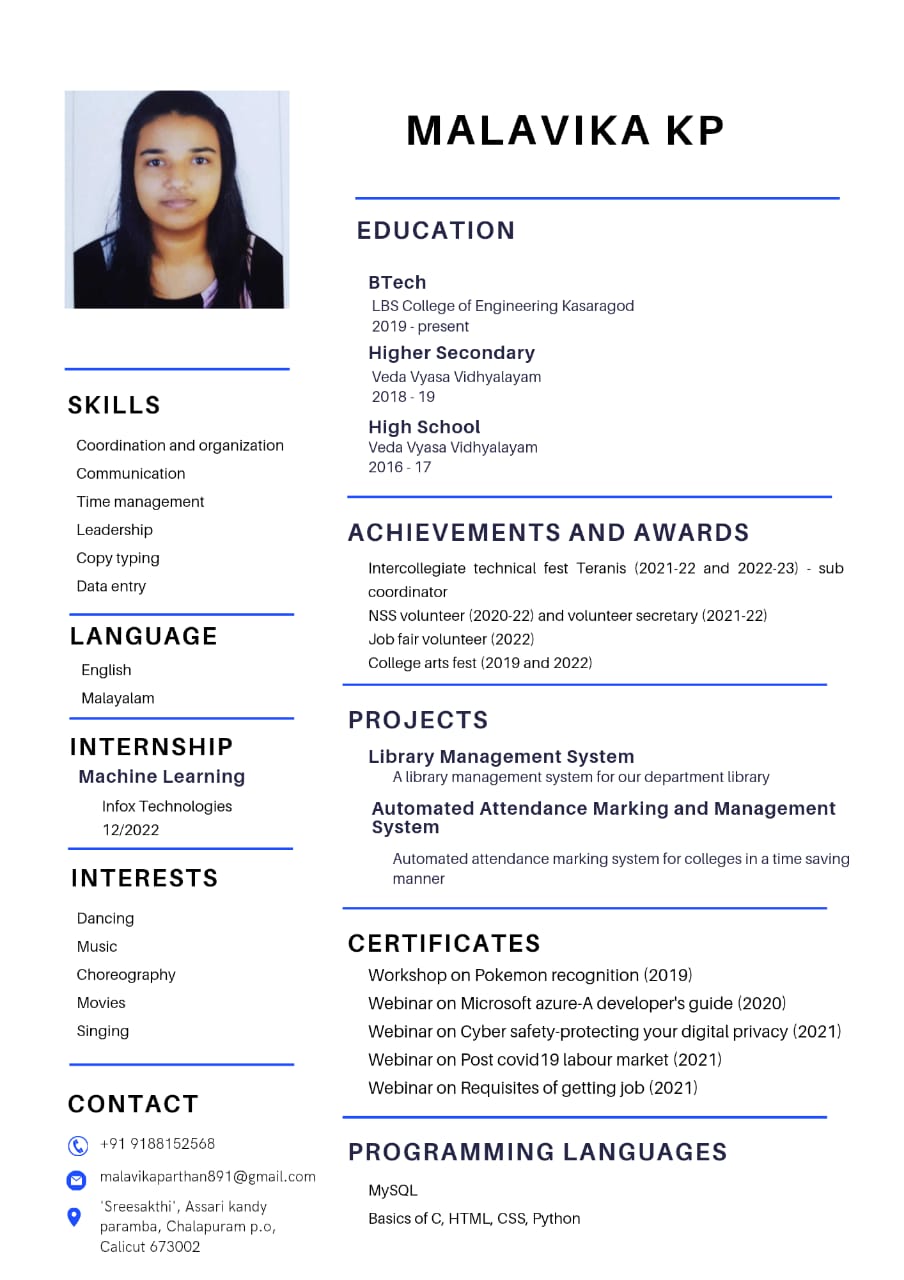 MALAVIKA KP
SKILLS
Coordination and organization
Communication
Time management
Leadership
Copy typing
Data entry
LANGUAGE
English
Malayalam
INTERNSHIP
Machine Learning
Infox Technologies
12/2022
INTERESTS
Dancing
Music
Choreography
Movies
Singing
CONTACT
+91 9188152568
malavikaparthan891@gmail.com
'Sreesakthi', Assari kandy
paramba, Chalapuram p.o,
Calicut 673002
EDUCATION
BTech
LBS College of Engineering Kasaragod
2019 - present
Higher Secondary
Veda Vyasa Vidhyalayam
2018 - 19
High School
Veda Vyasa Vidhyalayam
2016 - 17
ACHIEVEMENTS AND AWARDS
Intercollegiate technical fest Teranis (2021-22 and 2022-23) - sub
coordinator
NSS volunteer (2020-22) and volunteer secretary (2021-22)
Job fair volunteer (2022)
College arts fest (2019 and 2022)
PROJECTS
Library Management System
A library management system for our department library
Automated Attendance Marking and Management
System
Automated attendance marking system for colleges in a time saving
manner
CERTIFICATES
Workshop on Pokemon recognition (2019)
Webinar on Microsoft azure-A developer's guide (2020)
Webinar on Cyber safety-protecting your digital privacy (2021)
Webinar on Post covid19 labour market (2021)
Webinar on Requisites of getting job (2021)
PROGRAMMING LANGUAGES
MySQL
Basics of C, HTML, CSS, Python